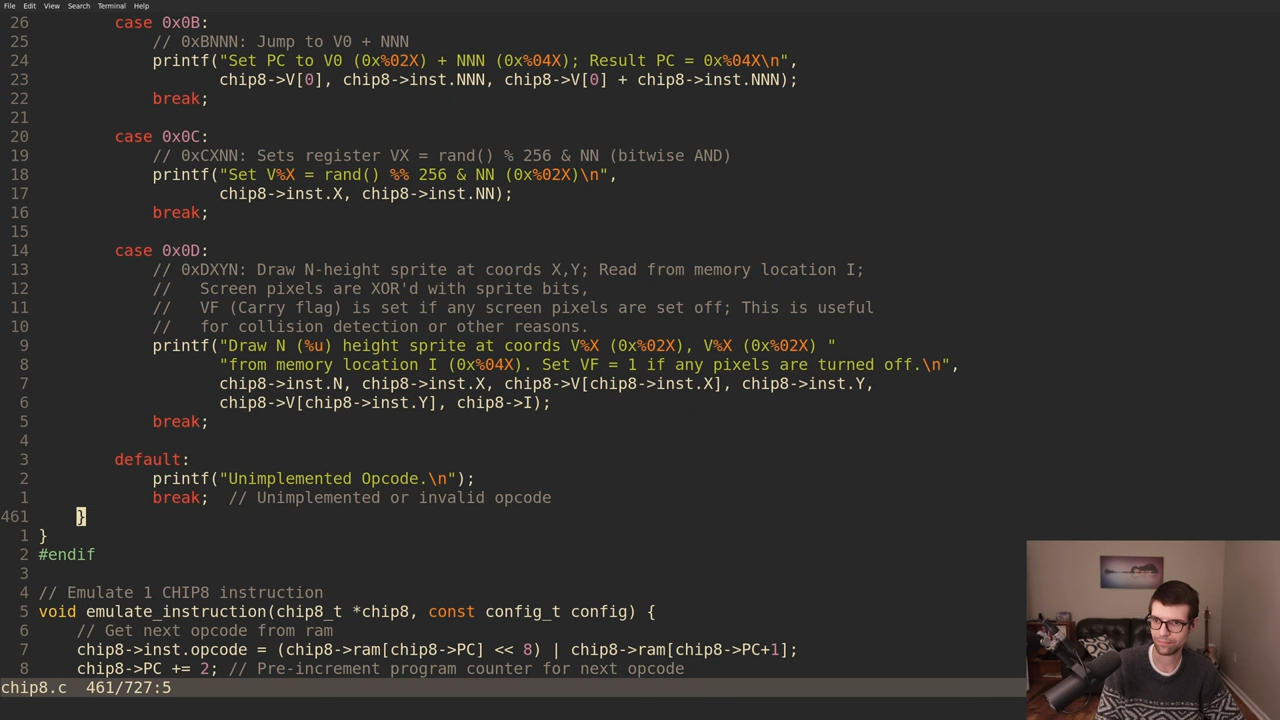 File Edit View Search Terminal Help
26 case 0x0B:
25 // 0xBNNN: Jump to V0 + NNN
24 printf("Set PC to V0 (0x%02X) + NNN (0x%04X); Result PC = 0x%04X\n",
23 chip8->V[0], chip8->inst.NNN, chip8->V[0] + chip8->inst.NNN);
22 break;
21
20 case 0x0C:
19 // 0xCXNN: Sets register VX = rand() % 256 & NN (bitwise AND)
18 printf("Set V%X = rand() %% 256 & NN (0x%02X)\n",
17 chip8->inst.X, chip8->inst.NN);
16 break;
15
14 case 0x0D:
13 // 0xDXYN: Draw N-height sprite at coords X,Y; Read from memory location I;
12 // Screen pixels are XOR'd with sprite bits,
11 // VF (Carry flag) is set if any screen pixels are set off; This is useful
10 // for collision detection or other reasons.
9 printf("Draw N (%u) height sprite at coords V%X (0x%02X), V%X (0x%02X) "
8 "from memory location I (0x%04X). Set VF = 1 if any pixels are turned off.\n",
7 chip8->inst.N, chip8->inst.X, chip8->V[chip8->inst.X], chip8->inst.Y,
6 chip8->V[chip8->inst.Y], chip8->I);
5 break;
4
3 default:
2 printf("Unimplemented Opcode.\n");
1 break; // Unimplemented or invalid opcode
461 }
1 }
2 #endif
3
4 // Emulate 1 CHIP8 instruction
5 void emulate_instruction(chip8_t *chip8, const config_t config) {
6 // Get next opcode from ram
7 chip8->inst.opcode = (chip8->ram[chip8->PC] << 8) | chip8->ram[chip8->PC+1];
8 chip8->PC += 2; // Pre-increment program counter for next opcode
chip8.c 461/727:5